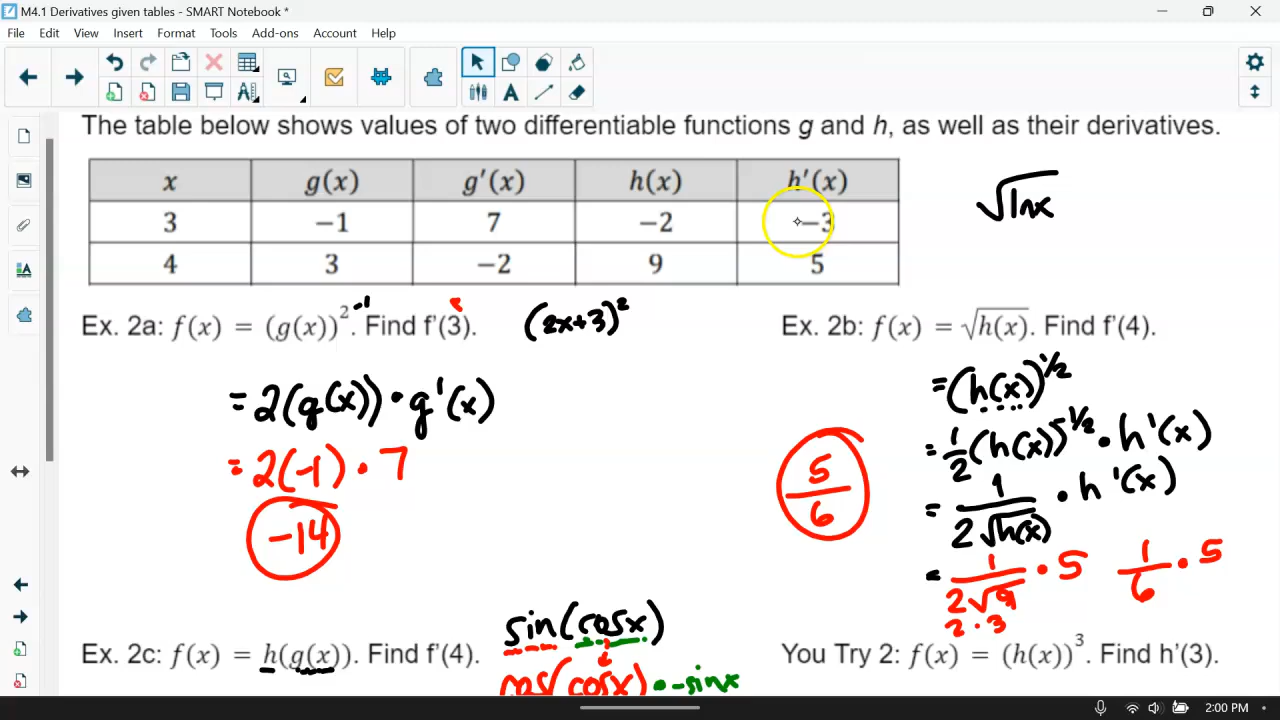 M4.1 Derivatives given tables - SMART Notebook *
File Edit View Insert Format Tools Add-ons Account Help
The table below shows values of two differentiable functions g and h, as well as their derivatives.
x g(x) g′(x) h(x) h′(x)
3 −1 7 −2 −3
4 3 −2 9 5
√lnx
Ex. 2a: f(x) = (g(x))². Find f'(3).
-1
(2x+3)²
= 2(g(x)) • g'(x)
= 2(-1) • 7
-14
Ex. 2b: f(x) = √h(x). Find f'(4).
= (h(x))^1/2
= 1/2 (h(x))^-1/2 • h'(x)
= 1/(2√h(x)) • h'(x)
= 1/(2√9) • 5 1/6 • 5
2 • 3
5/6
Ex. 2c: f(x) = h(g(x)). Find f'(4).
sin(cosx)
cos(cosx) • -sinx
You Try 2: f(x) = (h(x))³. Find h'(3).
2:00 PM